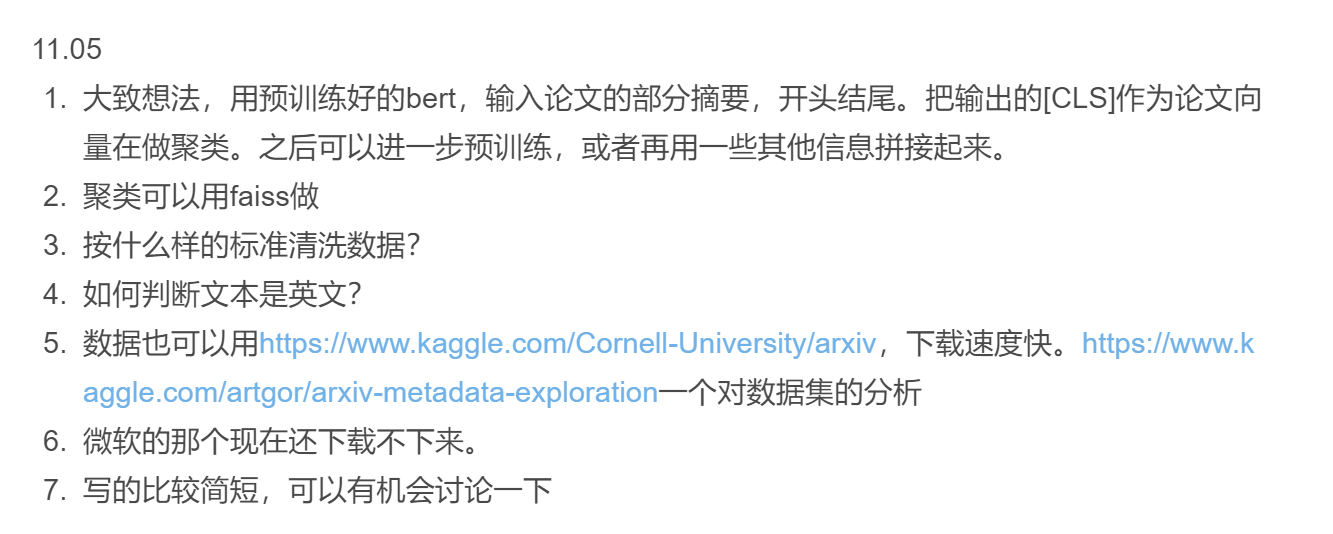 11.05
1. 大致想法，用预训练好的bert，输入论文的部分摘要，开头结尾。把输出的[CLS]作为论文向
量在做聚类。之后可以进一步预训练，或者再用一些其他信息拼接起来。
2. 聚类可以用faiss做
3. 按什么样的标准清洗数据？
4. 如何判断文本是英文？
5. 数据也可以用https://www.kaggle.com/Cornell-University/arxiv，下载速度快。https://www.k
aggle.com/artgor/arxiv-metadata-exploration一个对数据集的分析
6. 微软的那个现在还下载不下来。
7. 写的比较简短，可以有机会讨论一下